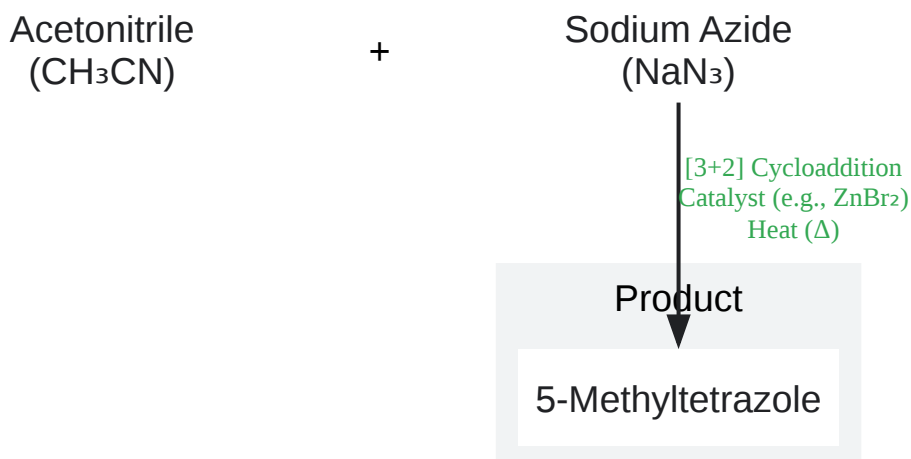 Acetonitrile
(CH₃CN)
+
Sodium Azide
(NaN₃)
[3+2] Cycloaddition
Catalyst (e.g., ZnBr₂)
Heat (Δ)
Product
5-Methyltetrazole